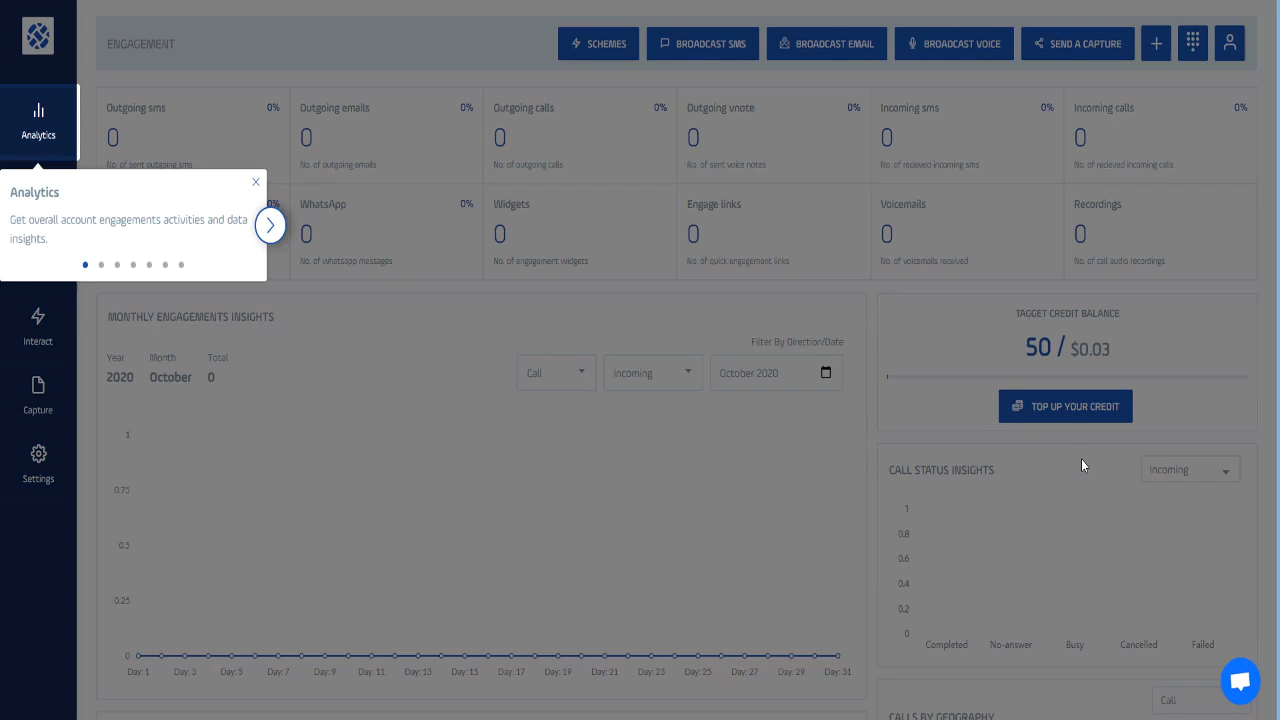 ENGAGEMENT
SCHEMES
BROADCAST SMS
BROADCAST EMAIL
BROADCAST VOICE
SEND A CAPTURE
Analytics
Outgoing sms 0%
0
No. of sent outgoing sms
Outgoing emails 0%
0
No. of outgoing emails
Outgoing calls 0%
0
No. of outgoing calls
Outgoing vnote 0%
0
No. of sent voice notes
Incoming sms 0%
0
No. of recieved incoming sms
Incoming calls 0%
0
No. of recieved incoming calls
Analytics X
Get overall account engagements activities and data
insights.
0%
WhatsApp 0%
0
No. of whatsapp messages
Widgets
0
No. of engagement widgets
Engage links
0
No. of quick engagement links
Voicemails
0
No. of voicemails received
Recordings
0
No. of call audio recordings
Interact
Capture
Settings
MONTHLY ENGAGEMENTS INSIGHTS
Filter By Direction/Date
Year Month Total
2020 October 0
Call
Incoming
October 2020
1
0.75
0.5
0.25
0
Day: 1 Day: 3 Day: 5 Day: 7 Day: 9 Day: 11 Day: 13 Day: 15 Day: 17 Day: 19 Day: 21 Day: 23 Day: 25 Day: 27 Day: 29 Day: 31
TAGGET CREDIT BALANCE
50 / $0.03
TOP UP YOUR CREDIT
CALL STATUS INSIGHTS
Incoming
1
0.8
0.6
0.4
0.2
0
Completed No-answer Busy Cancelled Failed
Call
CALLS BY GEOGRAPHY